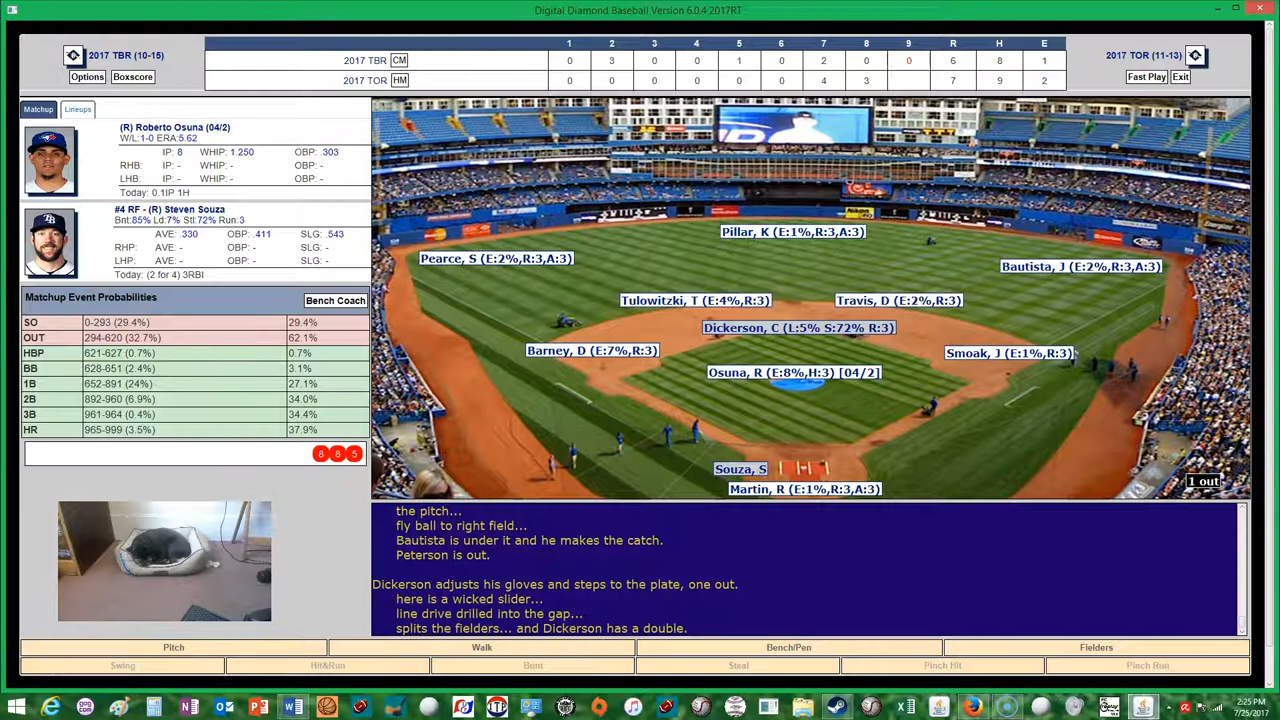 Digital Diamond Baseball Version 6.0.4 2017RT
2017 TBR (10-15)
Options
Boxscore
1 2 3 4 5 6 7 8 9 R H E
2017 TBR CM 0 3 0 0 1 0 2 0 0 6 8 1
2017 TOR HM 0 0 0 0 0 0 4 3 7 9 2
2017 TOR (11-13)
Fast Play
Exit
Matchup
Lineups
(R) Roberto Osuna (04/2)
W/L: 1-0 ERA:5.62
IP: 8 WHIP: 1.250 OBP: .303
RHB: IP: - WHIP: - OBP: -
LHB: IP: - WHIP: - OBP: -
Today: 0.1IP 1H
#4 RF - (R) Steven Souza
Bnt:85% Ld:7% Stl:72% Run:3
AVE: .330 OBP: .411 SLG: .543
RHP: AVE: - OBP: - SLG: -
LHP: AVE: - OBP: - SLG: -
Today: (2 for 4) 3RBI
Matchup Event Probabilities
Bench Coach
SO 0-293 (29.4%) 29.4%
OUT 294-620 (32.7%) 62.1%
HBP 621-627 (0.7%) 0.7%
BB 628-651 (2.4%) 3.1%
1B 652-891 (24%) 27.1%
2B 892-960 (6.9%) 34.0%
3B 961-964 (0.4%) 34.4%
HR 965-999 (3.5%) 37.9%
8 8 5
Pillar, K (E:1%,R:3,A:3)
Pearce, S (E:2%,R:3,A:3)
Bautista, J (E:2%,R:3,A:3)
Tulowitzki, T (E:4%,R:3)
Travis, D (E:2%,R:3)
Dickerson, C (L:5% S:72% R:3)
Barney, D (E:7%,R:3)
Smoak, J (E:1%,R:3)
Osuna, R (E:8%,H:3) [04/2]
Souza, S
Martin, R (E:1%,R:3,A:3)
1 out
the pitch...
fly ball to right field...
Bautista is under it and he makes the catch.
Peterson is out.
Dickerson adjusts his gloves and steps to the plate, one out.
here is a wicked slider...
line drive drilled into the gap...
splits the fielders... and Dickerson has a double.
Pitch
Walk
Bench/Pen
Fielders
Swing
Hit&Run
Bunt
Steal
Pinch Hit
Pinch Run
2:25 PM
7/25/2017